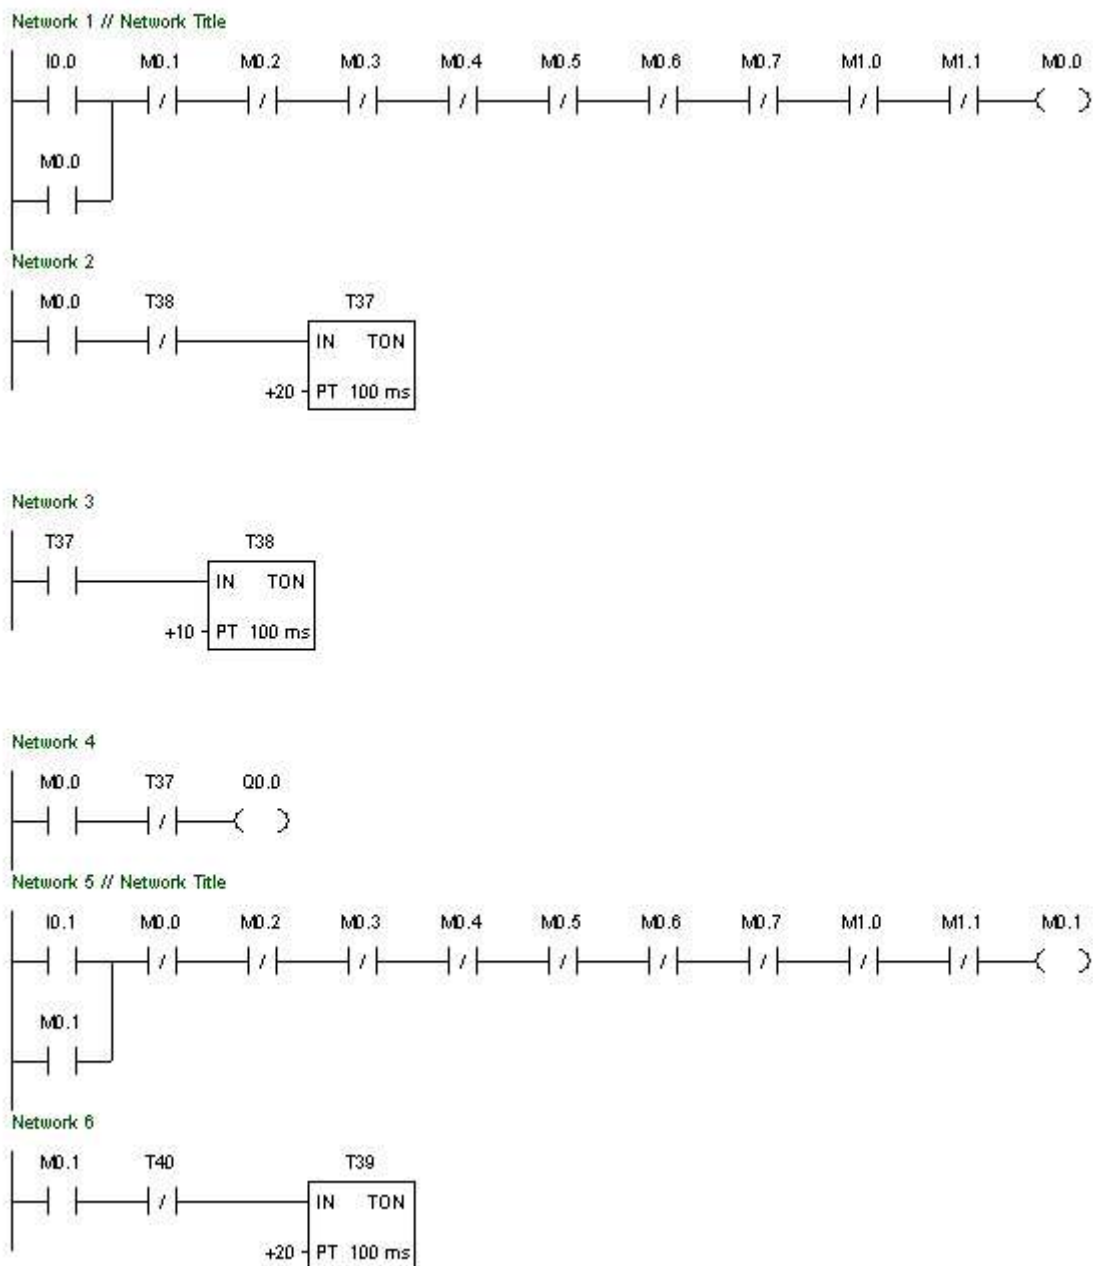 Network 1 // Network Title
I0.0 M0.1 M0.2 M0.3 M0.4 M0.5 M0.6 M0.7 M1.0 M1.1 M0.0
M0.0
Network 2
M0.0 T38 T37
IN TON
+20 PT 100 ms
Network 3
T37 T38
IN TON
+10 PT 100 ms
Network 4
M0.0 T37 Q0.0
Network 5 // Network Title
I0.1 M0.0 M0.2 M0.3 M0.4 M0.5 M0.6 M0.7 M1.0 M1.1 M0.1
M0.1
Network 6
M0.1 T40 T39
IN TON
+20 PT 100 ms